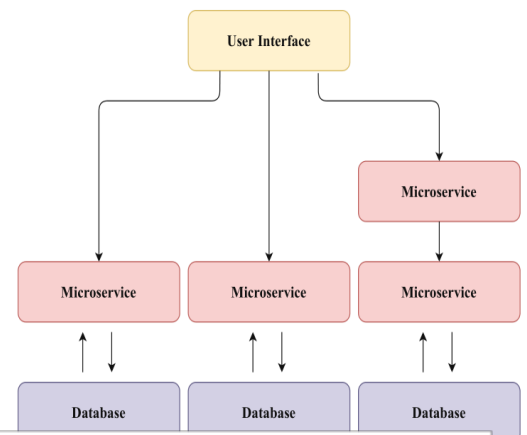 User Interface
Microservice
Microservice
Microservice
Microservice
Database
Database
Database